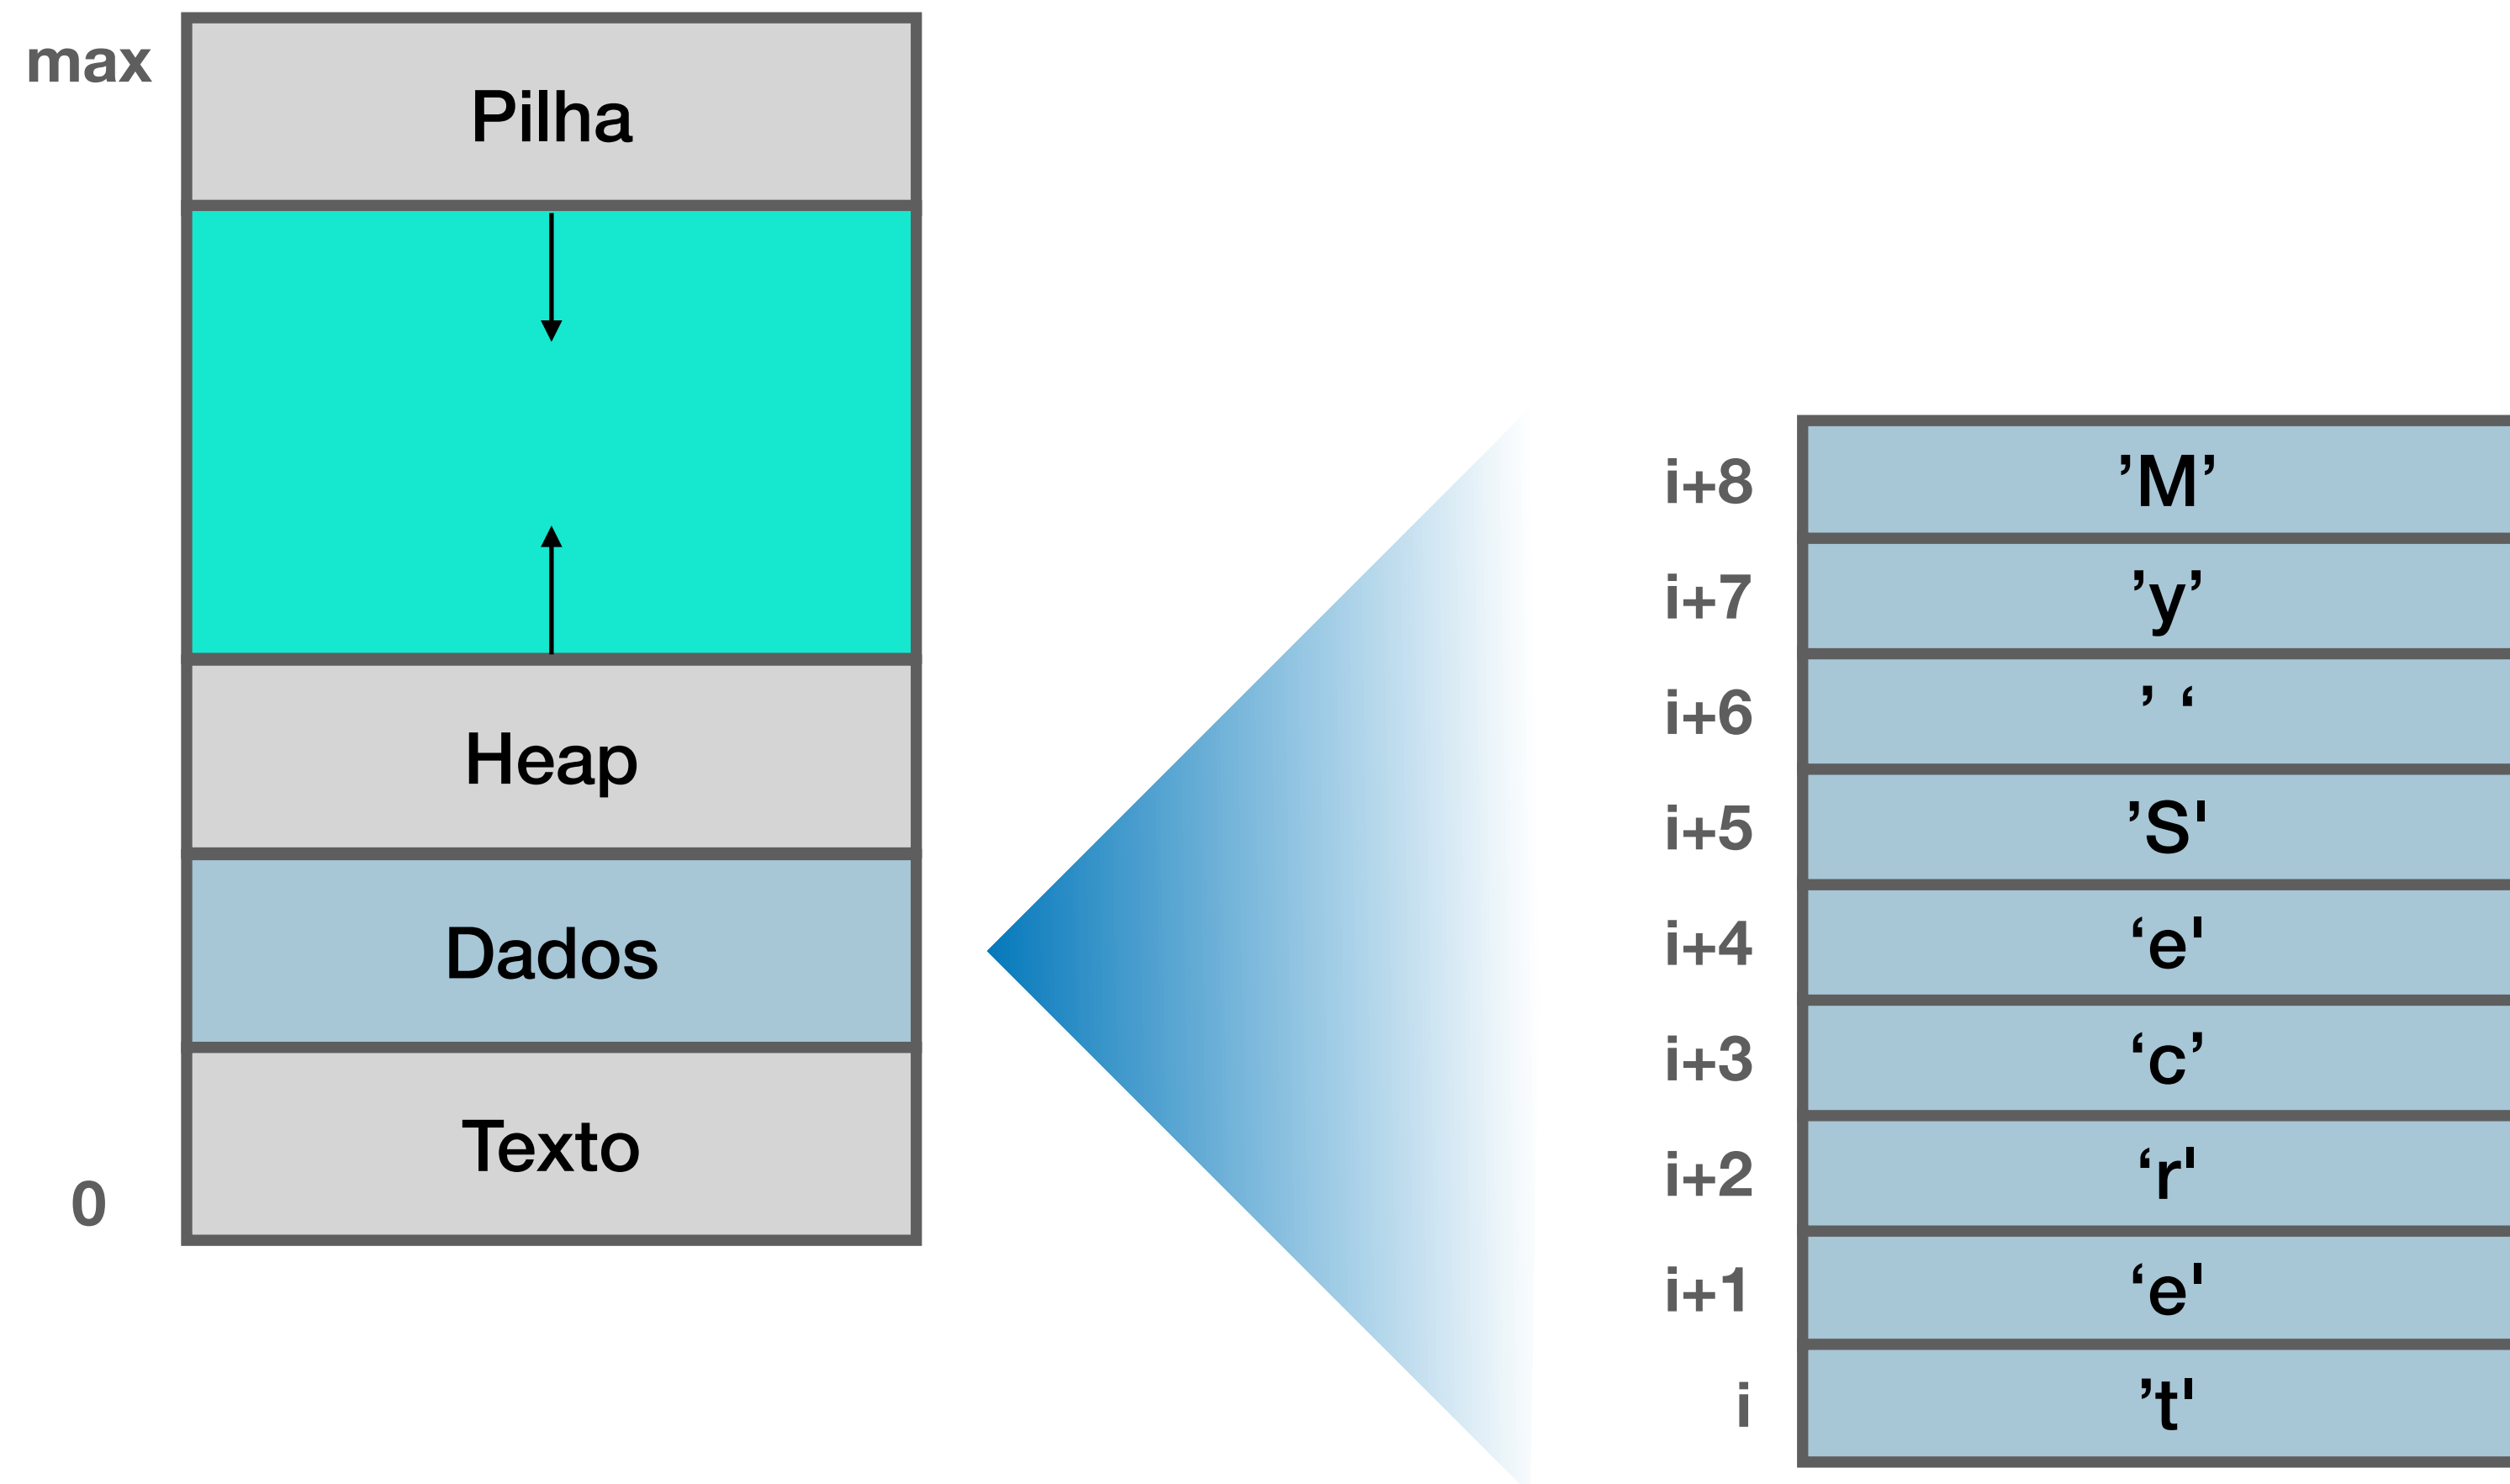 max
Pilha
Heap
Dados
Texto
0
i+8 ’M’
i+7 ’y’
i+6 ’ ‘
i+5 ’S'
i+4 ‘e'
i+3 ‘c’
i+2 ‘r'
i+1 ‘e'
i ’t'